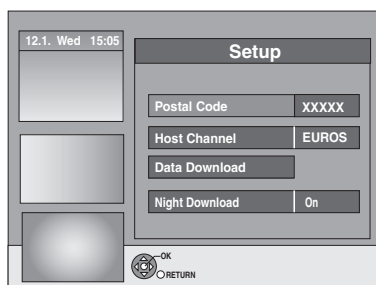 12.1. Wed 15:05
Setup
Postal Code XXXXX
Host Channel EUROS
Data Download
Night Download On
OK
RETURN